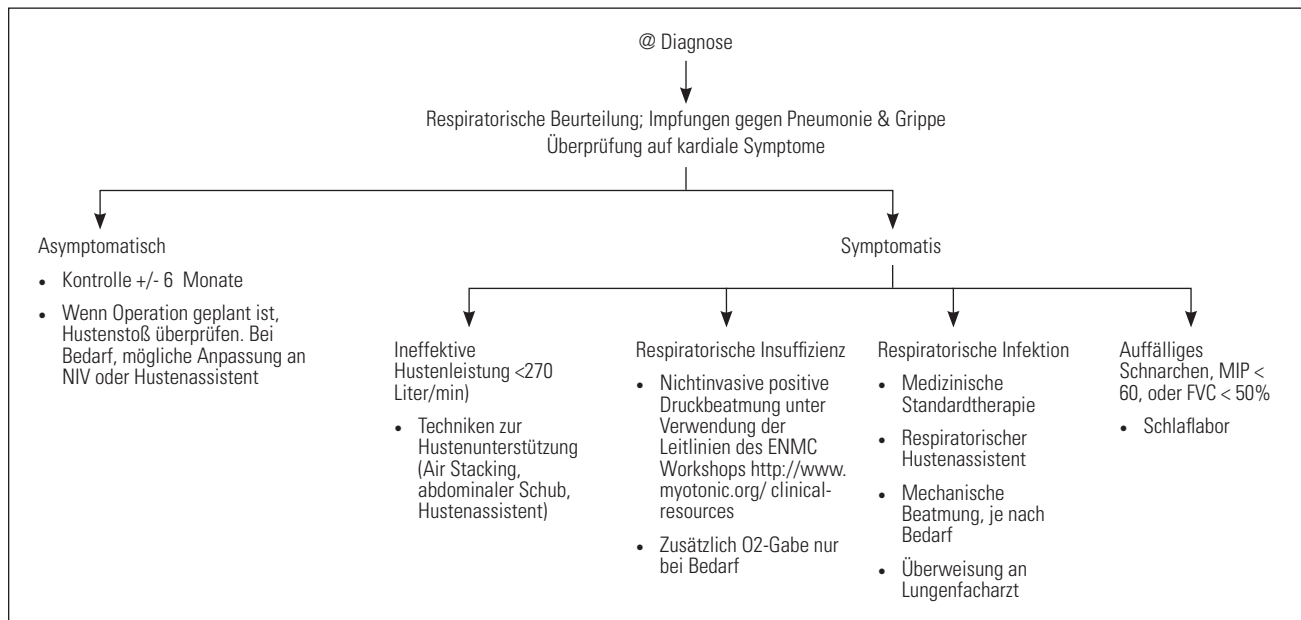 @ Diagnose
Respiratorische Beurteilung; Impfungen gegen Pneumonie & Grippe
Überprüfung auf kardiale Symptome
Asymptomatisch
• Kontrolle +/- 6 Monate
• Wenn Operation geplant ist,
Hustenstoß überprüfen. Bei
Bedarf, mögliche Anpassung an
NIV oder Hustenassistent
Symptomatis
Ineffektive
Hustenleistung <270
Liter/min)
• Techniken zur
Hustenunterstützung
(Air Stacking,
abdominaler Schub,
Hustenassistent)
Respiratorische Insuffizienz
• Nichtinvasive positive
Druckbeatmung unter
Verwendung der
Leitlinien des ENMC
Workshops http://www.
myotonic.org/ clinical-
resources
• Zusätzlich O2-Gabe nur
bei Bedarf
Respiratorische Infektion
• Medizinische
Standardtherapie
• Respiratorischer
Hustenassistent
• Mechanische
Beatmung, je nach
Bedarf
• Überweisung an
Lungenfacharzt
Auffälliges
Schnarchen, MIP <
60, oder FVC < 50%
• Schlaflabor